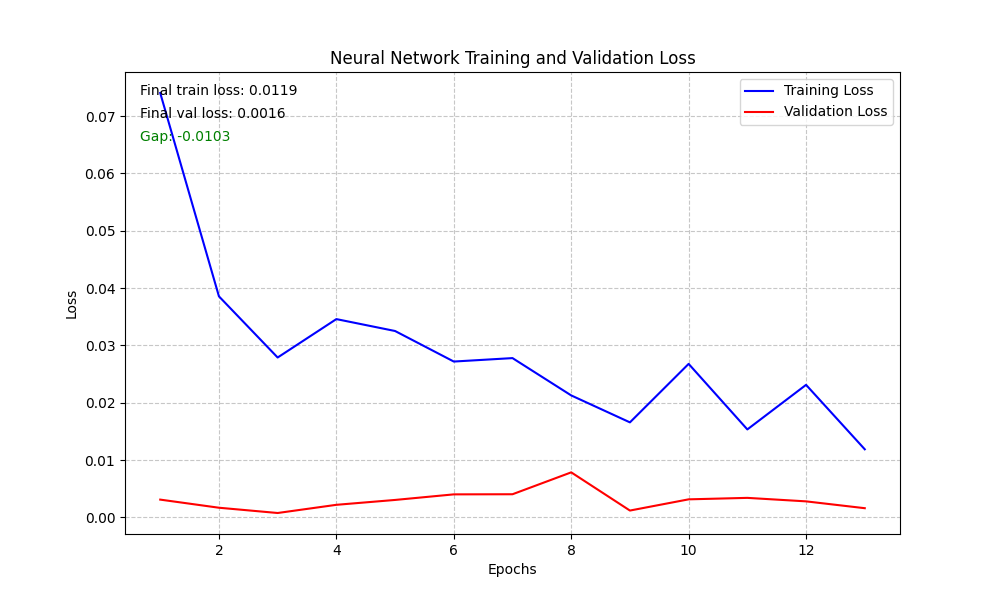 Neural Network Training and Validation Loss
Final train loss: 0.0119
Final val loss: 0.0016
Gap: -0.0103
Training Loss
Validation Loss
0.07
0.06
0.05
0.04
0.03
0.02
0.01
0.00
Loss
2 4 6 8 10 12
Epochs